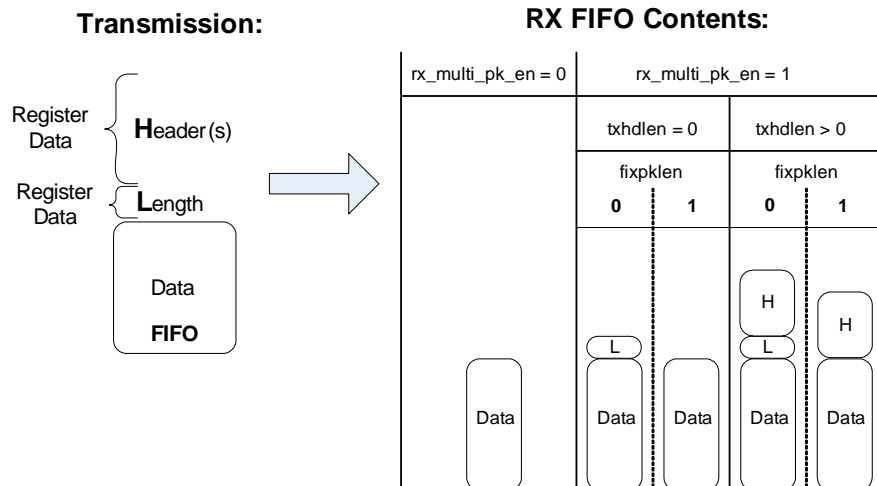 Transmission:
RX FIFO Contents:
Register
Data
Header(s)
Register
Data
Length
Data
FIFO
rx_multi_pk_en = 0
rx_multi_pk_en = 1
txhdlen = 0
txhdlen > 0
fixpklen
fixpklen
0
1
0
1
H
H
L
L
Data
Data
Data
Data
Data